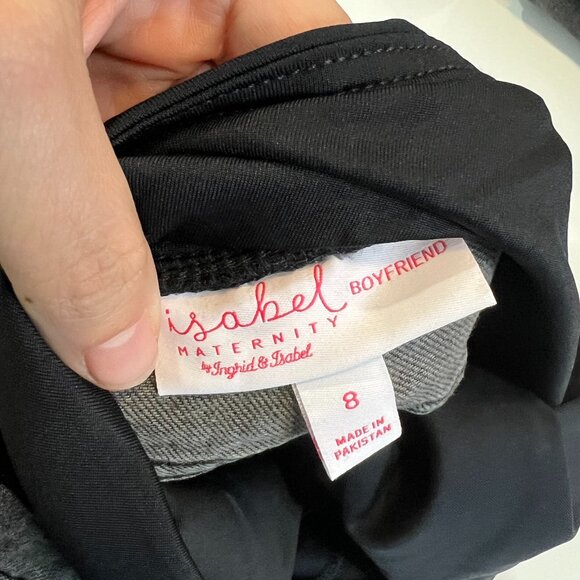 isabel
BOYFRIEND
MATERNITY
by Ingrid & Isabel
8
MADE IN
PAKISTAN